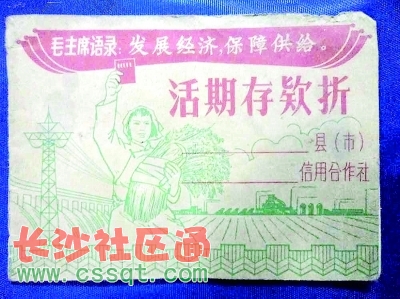 毛主席语录：发展经济，保障供给。
活期存款折
县（市）
信用合作社
长沙社区通
www.cssqt.com